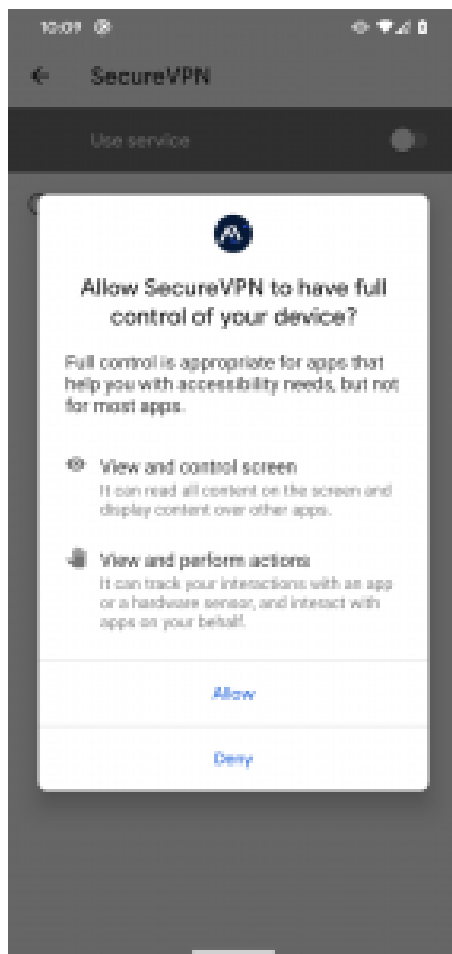 10:09
SecureVPN
Use service
Allow SecureVPN to have full
control of your device?
Full control is appropriate for apps that
help you with accessibility needs, but not
for most apps.
View and control screen
It can read all content on the screen and
display content over other apps.
View and perform actions
It can track your interactions with an app
or a hardware sensor, and interact with
apps on your behalf.
Allow
Deny